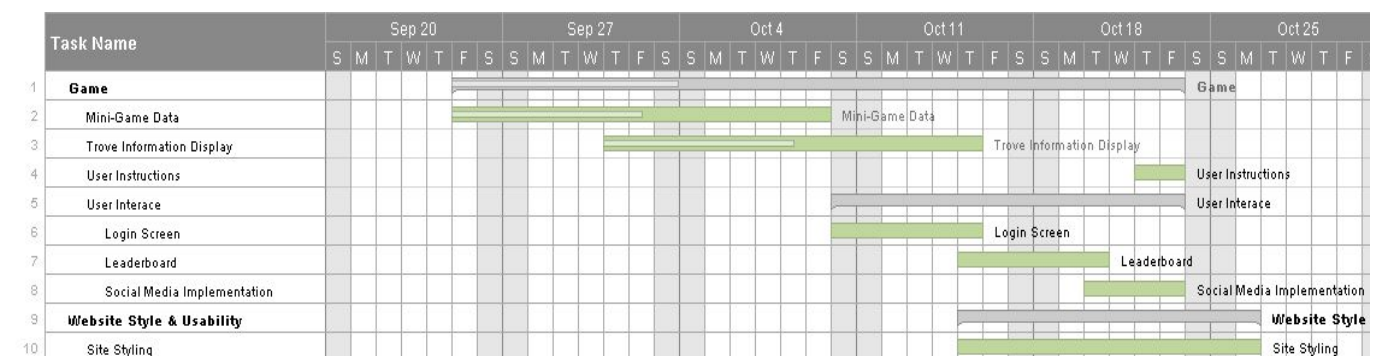 Task Name
Sep 20 Sep 27 Oct 4 Oct 11 Oct 18 Oct 25
S M T W T F S S M T W T F S S M T W T F S S M T W T F S S M T W T F S S M T W T F
1 Game Game
2 Mini-Game Data Mini-Game Data
3 Trove Information Display Trove Information Display
4 User Instructions User Instructions
5 User Interace User Interace
6 Login Screen Login Screen
7 Leaderboard Leaderboard
8 Social Media Implementation Social Media Implementation
9 Website Style & Usability Website Style
10 Site Styling Site Styling